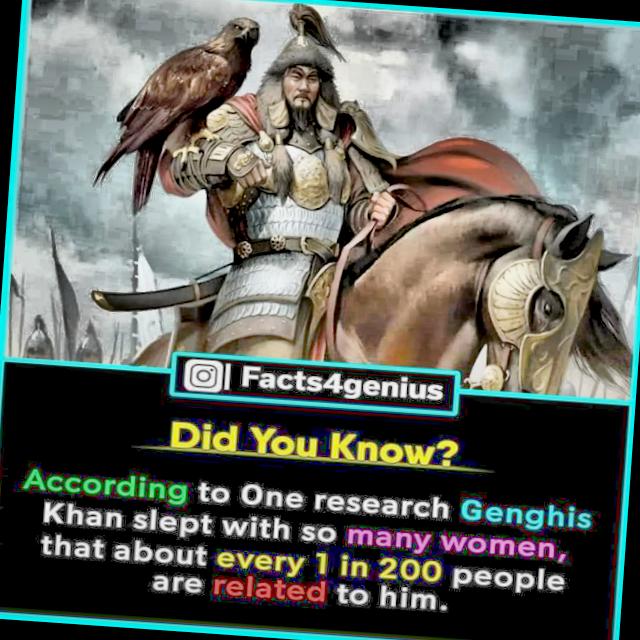 Facts4genius
Did You Know?
According to One research Genghis
Khan slept with so many women,
that about every 1 in 200 people
are related to him.